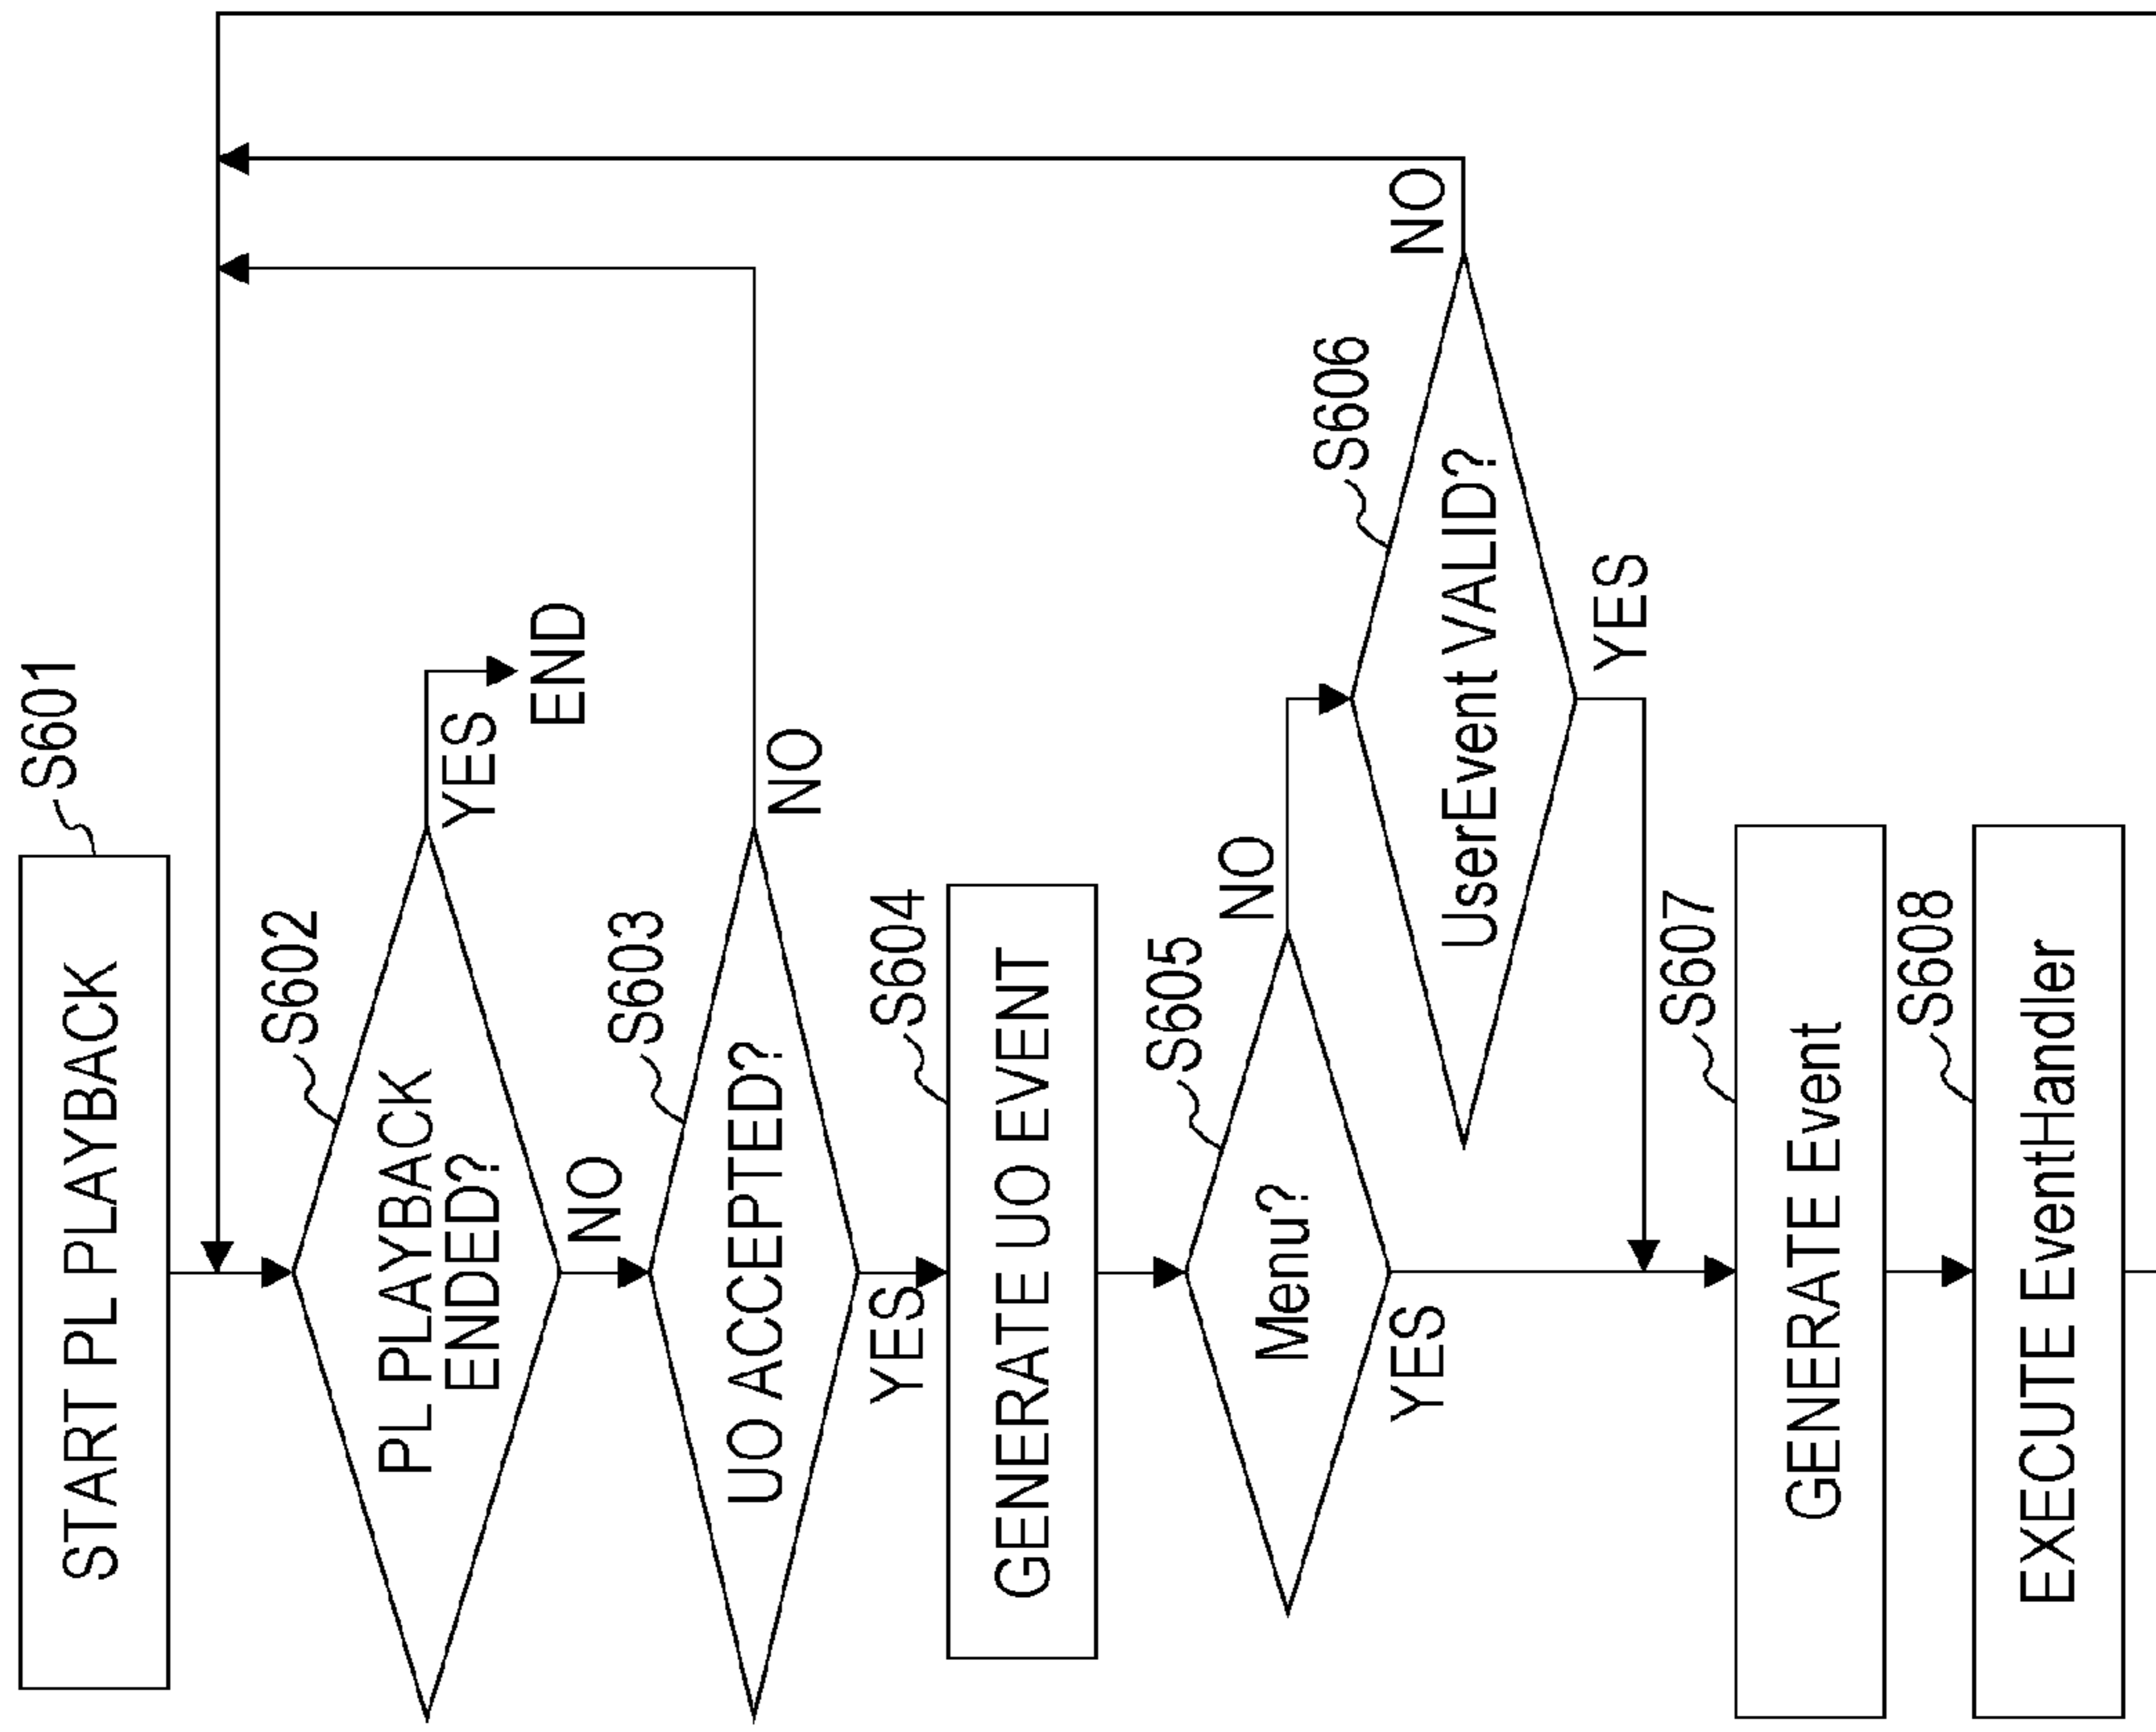 S601
START PL PLAYBACK
S602
PL PLAYBACK
ENDED?
YES
END
NO
S603
UO ACCEPTED?
NO
YES
S604
GENERATE UO EVENT
S605
Menu?
NO
YES
S606
UserEvent VALID?
NO
YES
S607
GENERATE Event
S608
EXECUTE EventHandler